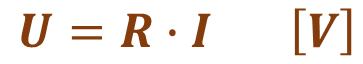 U = R · I [V]